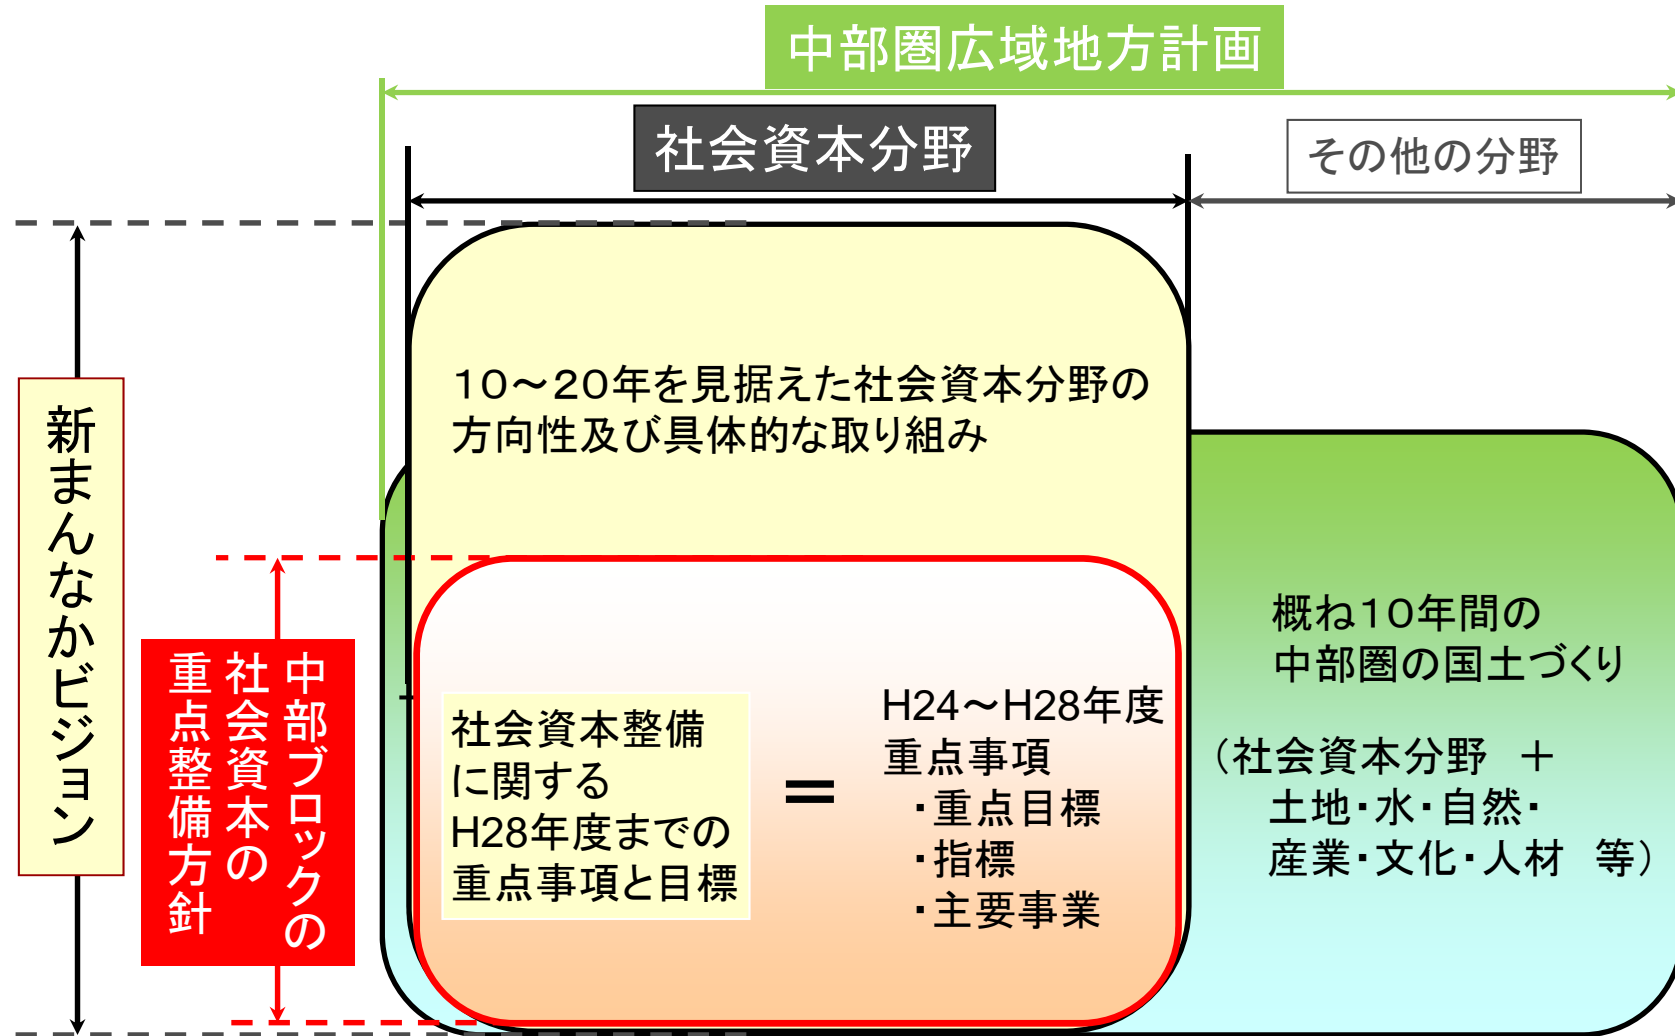 中部圏広域地方計画
社会資本分野
その他の分野
新まんなかビジョン
中部ブロックの
社会資本の
重点整備方針
10～20年を見据えた社会資本分野の
方向性及び具体的な取り組み
社会資本整備
に関する
H28年度までの
重点事項と目標
＝
H24～H28年度
重点事項
・重点目標
・指標
・主要事業
概ね10年間の
中部圏の国土づくり
（社会資本分野　＋
土地・水・自然・
産業・文化・人材　等）